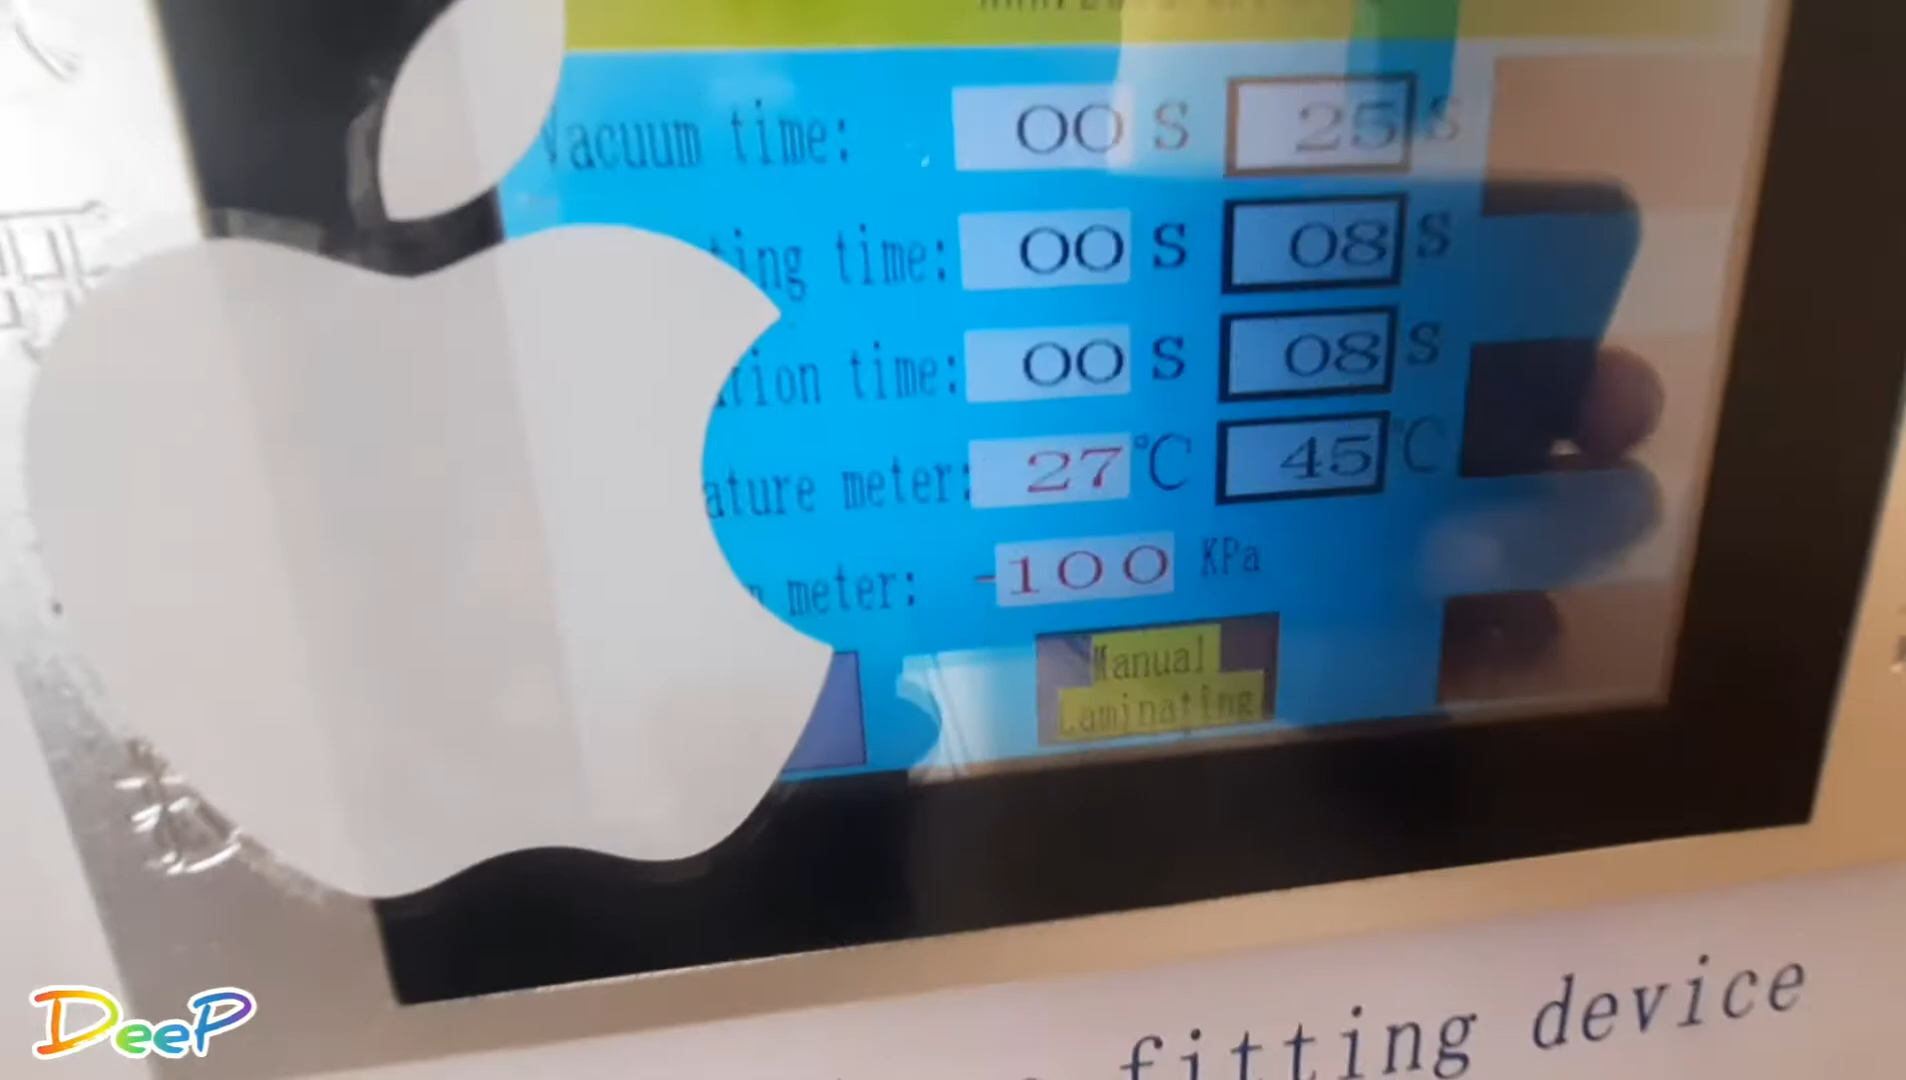 Vacuum time: 00 S 25 S
ting time: 00 S 08 S
tion time: 00 S 08 S
ature meter: 27 °C 45 °C
meter: -100 KPa
Manual
Laminating
fitting device
DeeP